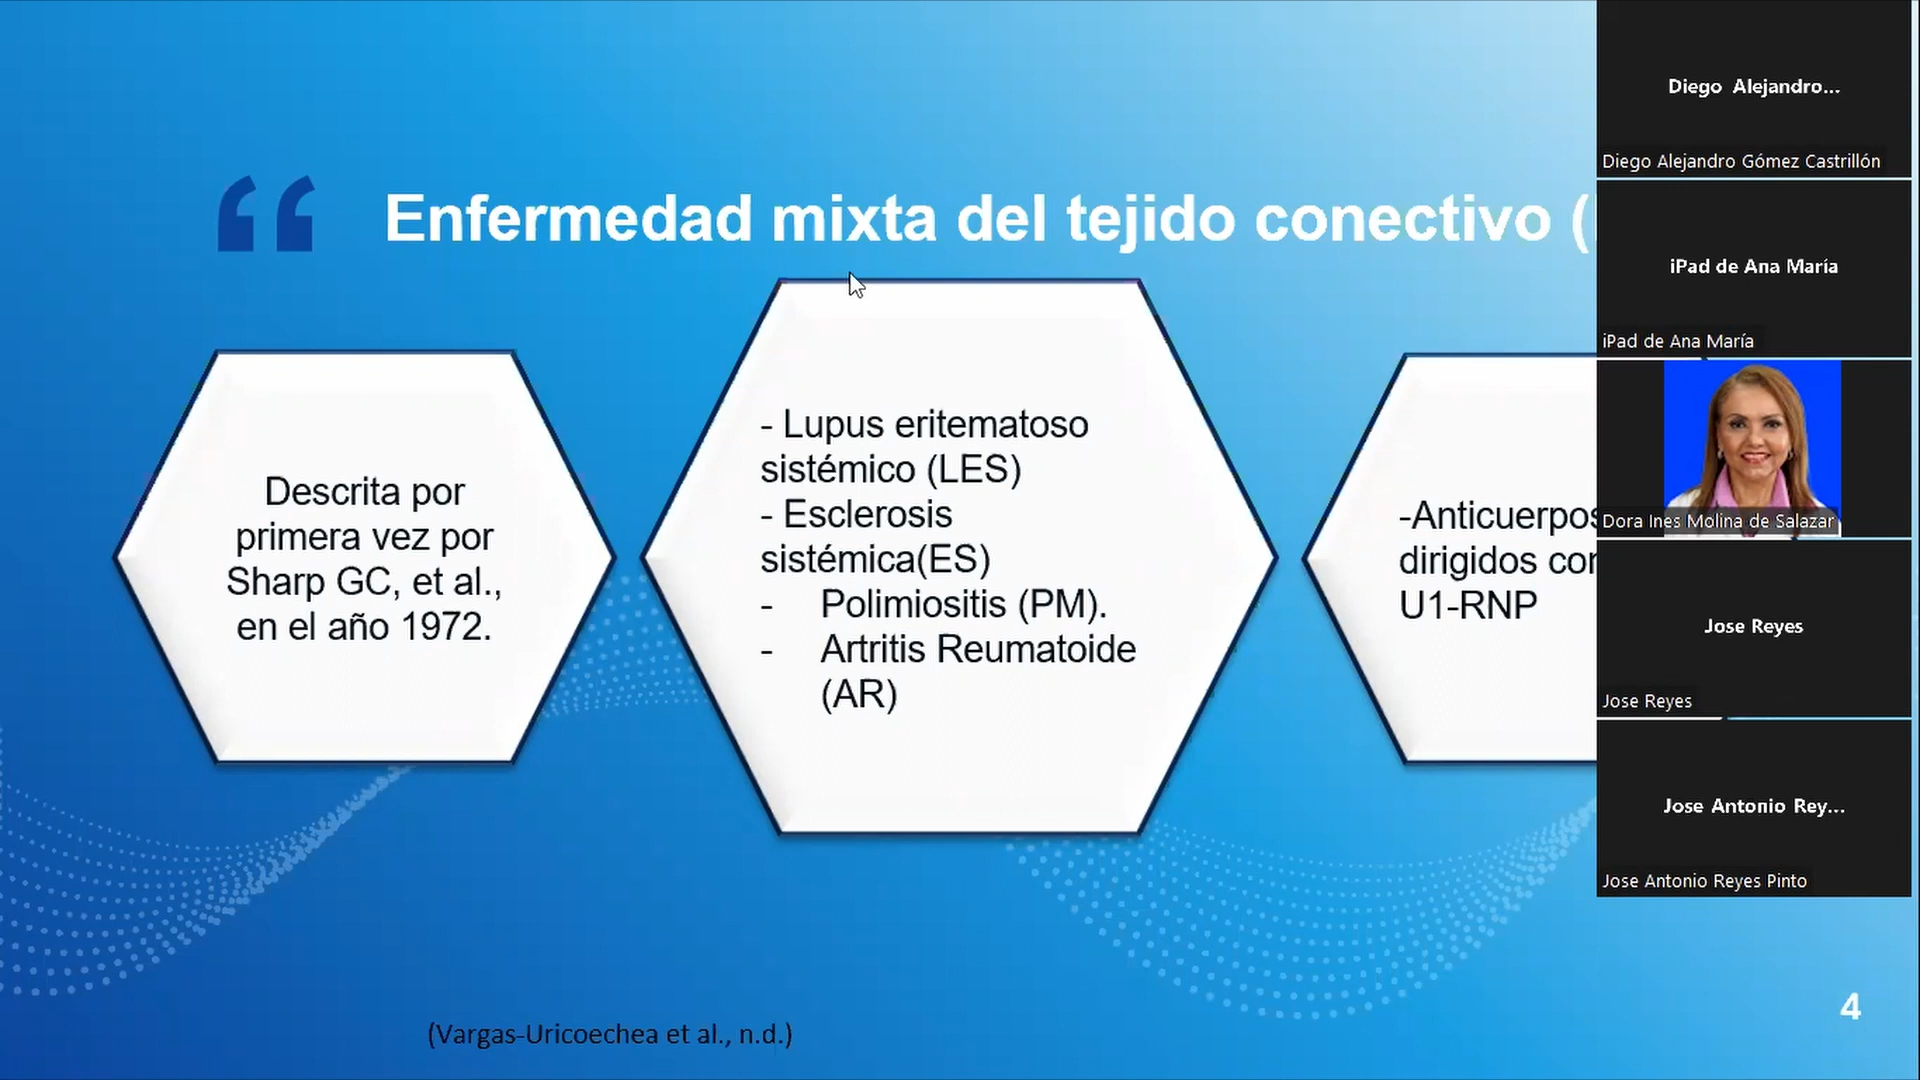 “
Enfermedad mixta del tejido conectivo (
Descrita por
primera vez por
Sharp GC, et al.,
en el año 1972.
- Lupus eritematoso
sistémico (LES)
- Esclerosis
sistémica(ES)
- Polimiositis (PM).
- Artritis Reumatoide
(AR)
-Anticuerpos
dirigidos con
U1-RNP
(Vargas-Uricoechea et al., n.d.)
4
Diego Alejandro...
Diego Alejandro Gómez Castrillón
iPad de Ana María
iPad de Ana María
Dora Ines Molina de Salazar
Jose Reyes
Jose Reyes
Jose Antonio Rey...
Jose Antonio Reyes Pinto